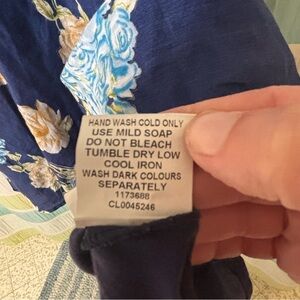 HAND WASH COLD ONLY
USE MILD SOAP
DO NOT BLEACH
TUMBLE DRY LOW
COOL IRON
WASH DARK COLOURS
SEPARATELY
1173688
CL0045246